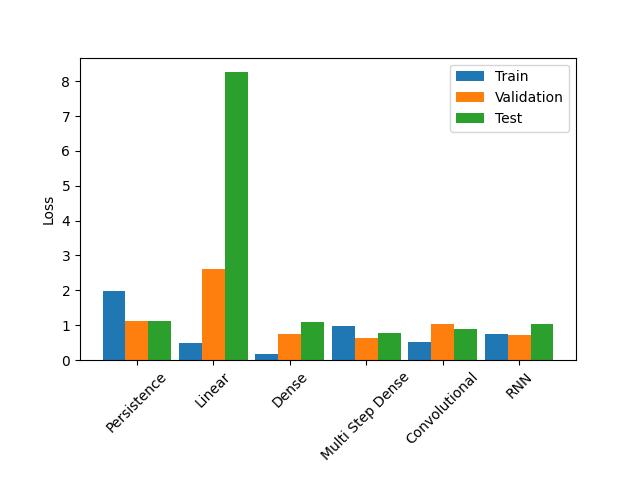 8
7
6
5
4
3
2
1
0
Loss
Train
Validation
Test
Persistence
Linear
Dense
Multi Step Dense
Convolutional
RNN